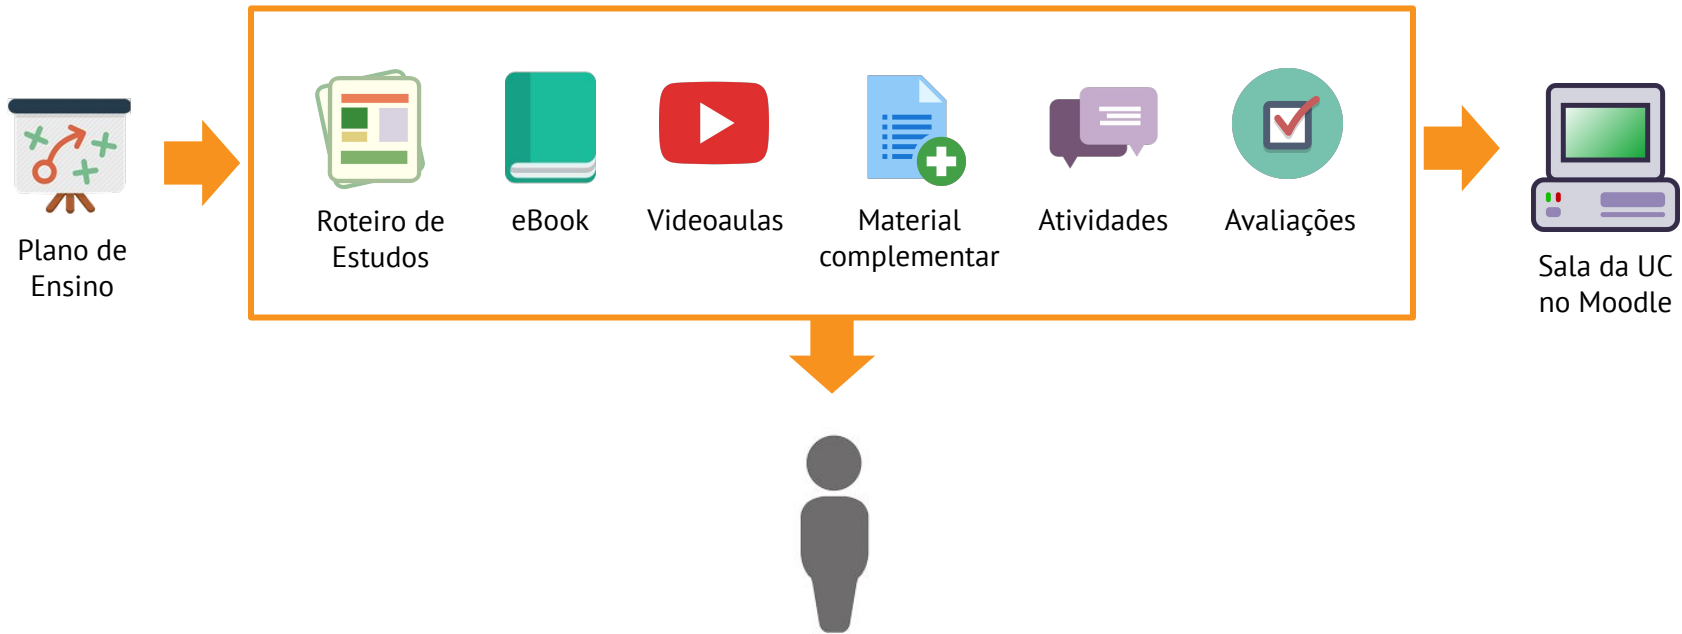 Plano de
Ensino
Roteiro de
Estudos
eBook
Videoaulas
Material
complementar
Atividades
Avaliações
Sala da UC
no Moodle